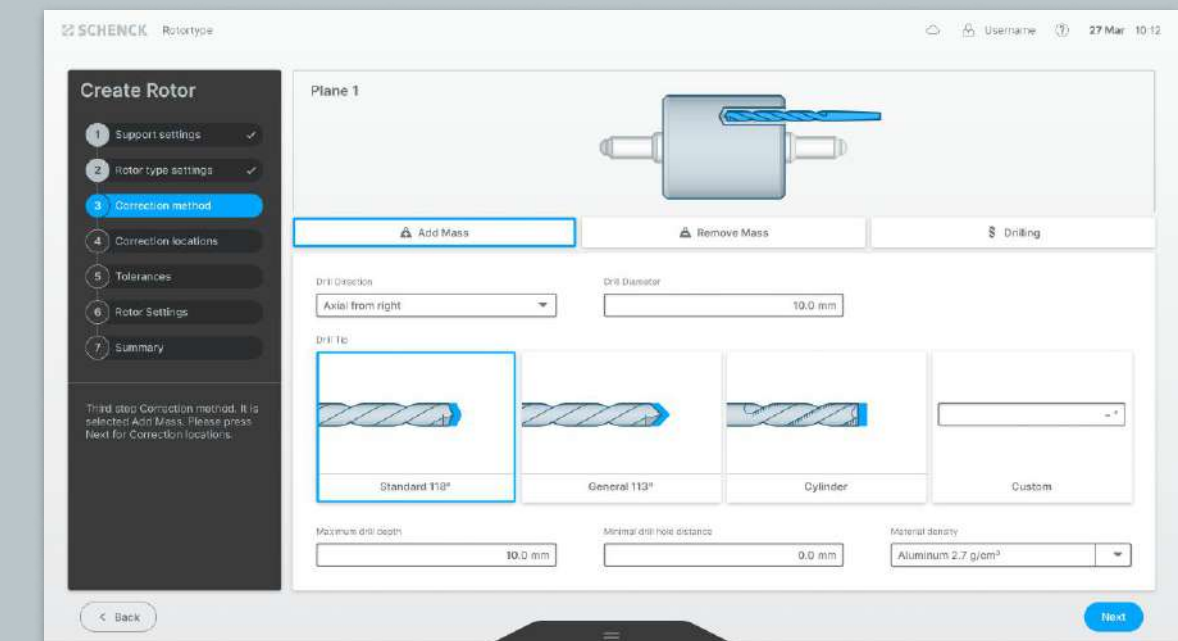 SCHENCK Rotortype
Username 27 Mar 10:12
Create Rotor
1 Support settings
2 Rotor type settings
3 Correction method
4 Correction locations
5 Tolerances
6 Rotor Settings
7 Summary
Third step Correction method. It is
selected Add Mass. Please press
Next for Correction locations.
Plane 1
Add Mass
Remove Mass
Drilling
Drill Direction
Drill Diameter
Axial from right
10.0 mm
Drill Tip
Standard 118°
General 113°
Cylinder
Custom
- °
Maximum drill depth
Minimal drill hole distance
Material density
10.0 mm
0.0 mm
Aluminum 2.7 g/cm³
< Back
Next